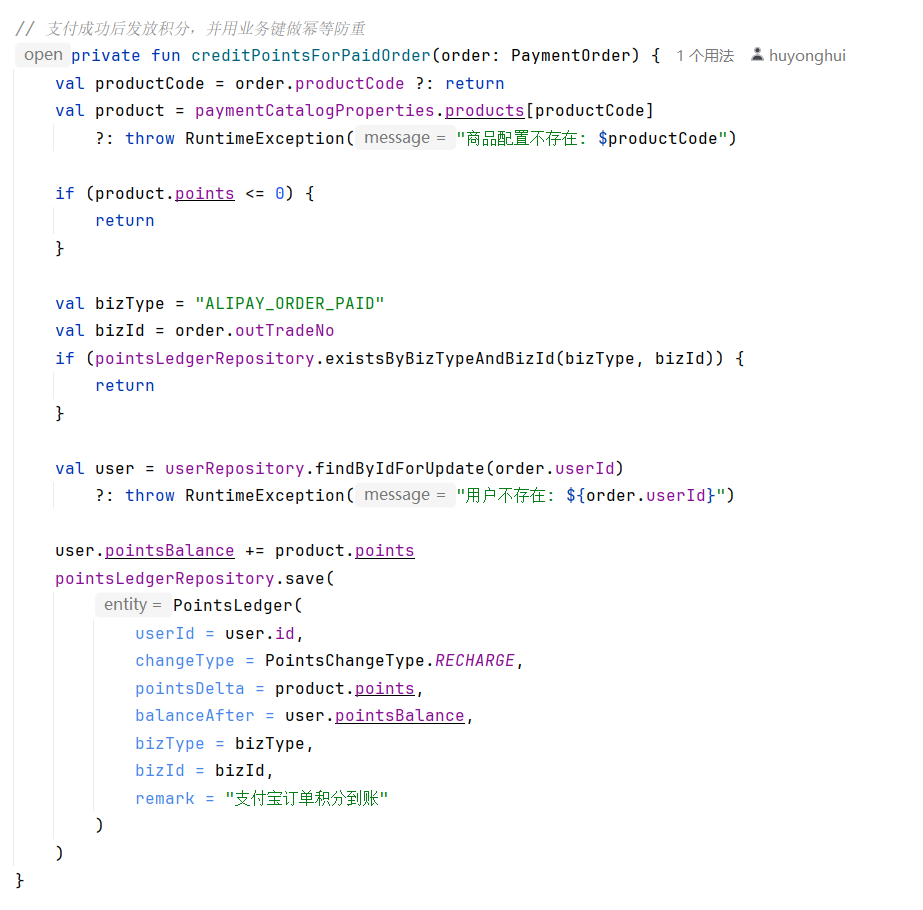 // 支付成功后发放积分，并用业务键做幂等防重
open private fun creditPointsForPaidOrder(order: PaymentOrder) { 1 个用法 huyonghui
val productCode = order.productCode ?: return
val product = paymentCatalogProperties.products[productCode]
?: throw RuntimeException( message = "商品配置不存在: $productCode")
if (product.points <= 0) {
return
}
val bizType = "ALIPAY_ORDER_PAID"
val bizId = order.outTradeNo
if (pointsLedgerRepository.existsByBizTypeAndBizId(bizType, bizId)) {
return
}
val user = userRepository.findByIdForUpdate(order.userId)
?: throw RuntimeException( message = "用户不存在: ${order.userId}")
user.pointsBalance += product.points
pointsLedgerRepository.save(
entity = PointsLedger(
userId = user.id,
changeType = PointsChangeType.RECHARGE,
pointsDelta = product.points,
balanceAfter = user.pointsBalance,
bizType = bizType,
bizId = bizId,
remark = "支付宝订单积分到账"
)
)
}